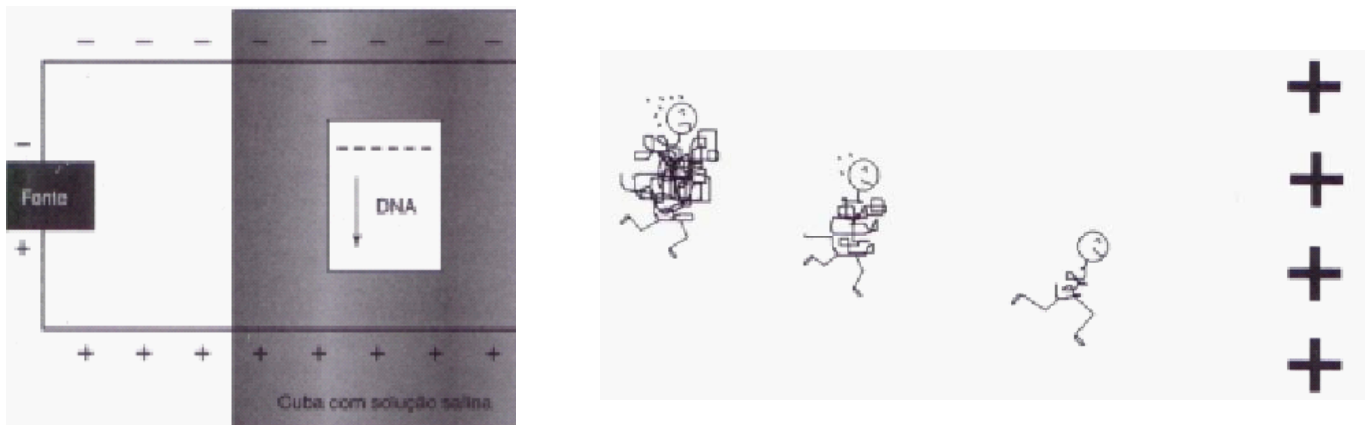 − − − − − − − −
−
Fonte
+
DNA
+ + + + + + + +
Cuba com solução salina
+
+
+
+